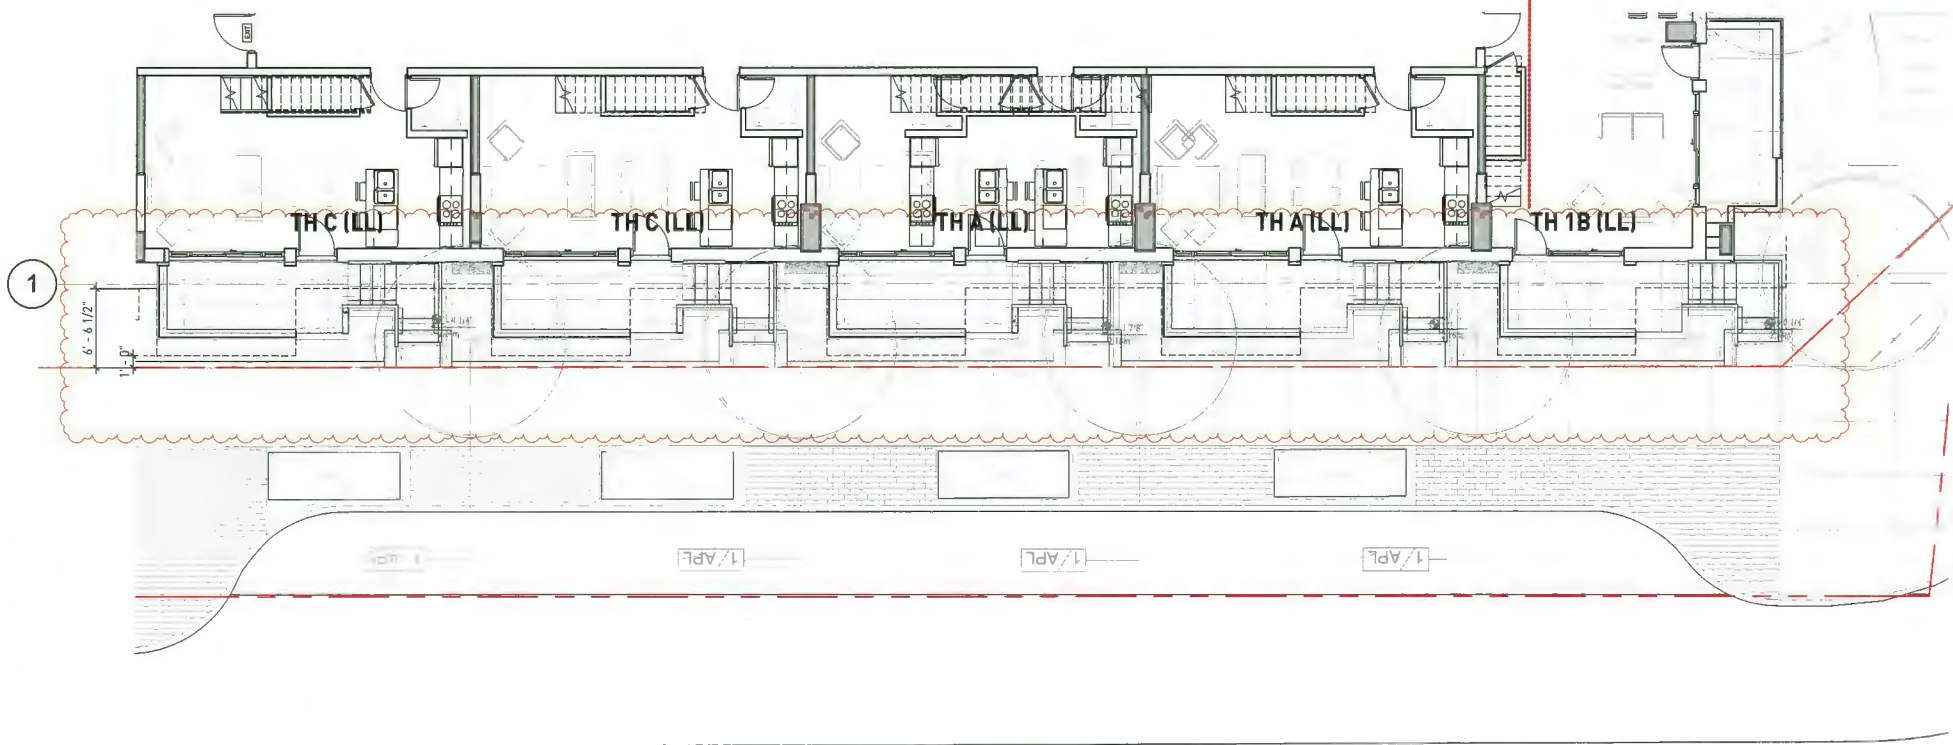 EXIT
TH C (LL)
TH C (LL)
TH A (LL)
TH A (LL)
TH 1B (LL)
1
6' - 6 1/2"
1' - 0"
1/APL
1/APL
1/APL